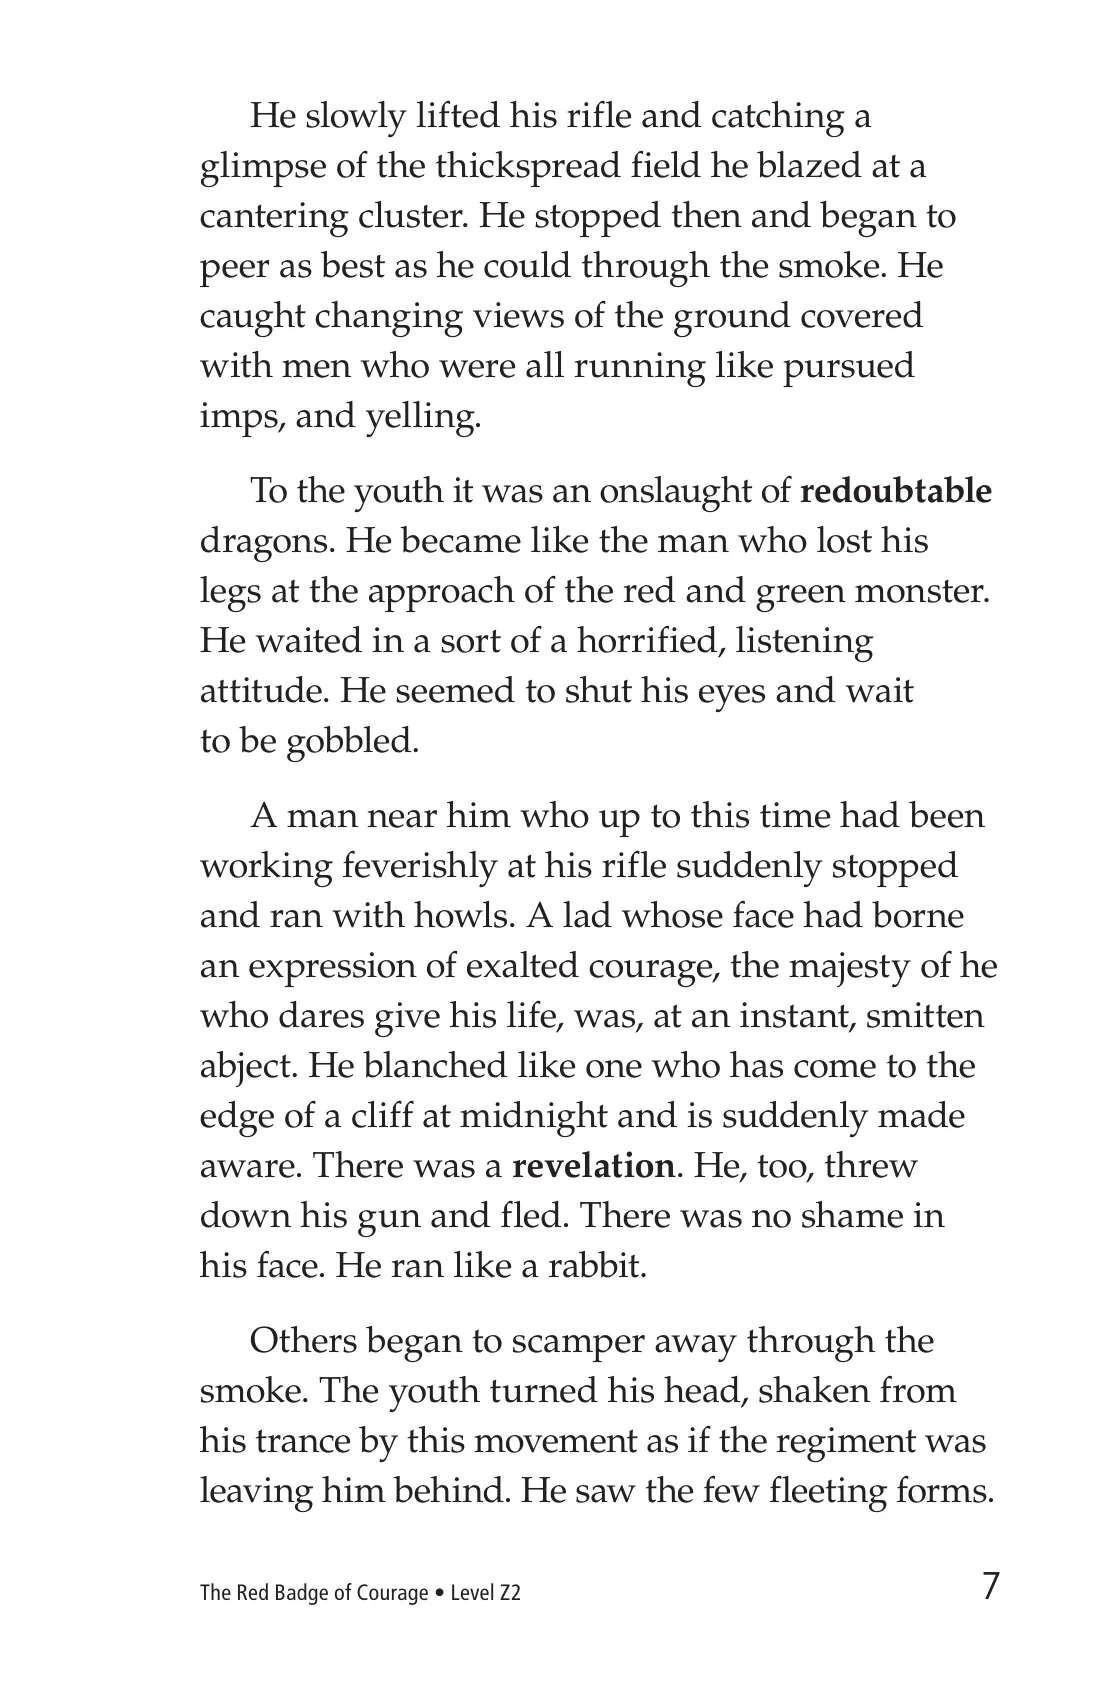 He slowly lifted his rifle and catching a
glimpse of the thickspread field he blazed at a
cantering cluster. He stopped then and began to
peer as best as he could through the smoke. He
caught changing views of the ground covered
with men who were all running like pursued
imps, and yelling.
To the youth it was an onslaught of redoubtable
dragons. He became like the man who lost his
legs at the approach of the red and green monster.
He waited in a sort of a horrified, listening
attitude. He seemed to shut his eyes and wait
to be gobbled.
A man near him who up to this time had been
working feverishly at his rifle suddenly stopped
and ran with howls. A lad whose face had borne
an expression of exalted courage, the majesty of he
who dares give his life, was, at an instant, smitten
abject. He blanched like one who has come to the
edge of a cliff at midnight and is suddenly made
aware. There was a revelation. He, too, threw
down his gun and fled. There was no shame in
his face. He ran like a rabbit.
Others began to scamper away through the
smoke. The youth turned his head, shaken from
his trance by this movement as if the regiment was
leaving him behind. He saw the few fleeting forms.
The Red Badge of Courage • Level Z2
7